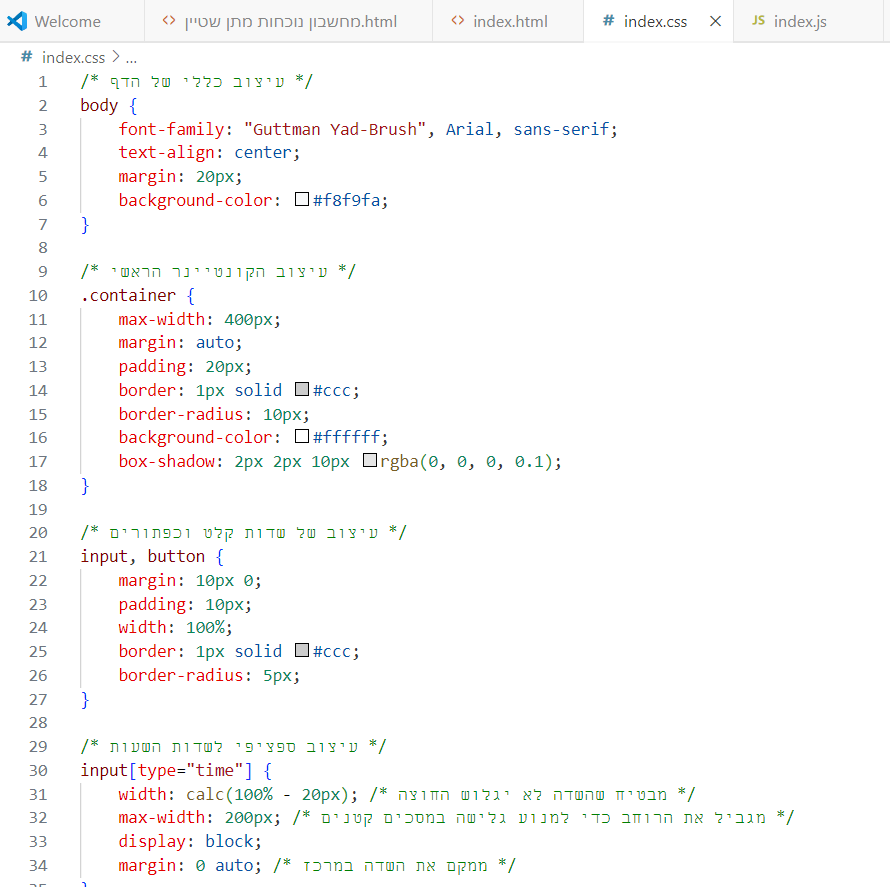 Welcome
מחשבון נוכחות מתן שטיין.html
index.html
index.css
JS index.js
# index.css > ...
1 /* עיצוב כללי של הדף */
2 body {
3 font-family: "Guttman Yad-Brush", Arial, sans-serif;
4 text-align: center;
5 margin: 20px;
6 background-color: #f8f9fa;
7 }
8
9 /* עיצוב הקונטיינר הראשי */
10 .container {
11 max-width: 400px;
12 margin: auto;
13 padding: 20px;
14 border: 1px solid #ccc;
15 border-radius: 10px;
16 background-color: #ffffff;
17 box-shadow: 2px 2px 10px rgba(0, 0, 0, 0.1);
18 }
19
20 /* עיצוב של שדות קלט וכפתורים */
21 input, button {
22 margin: 10px 0;
23 padding: 10px;
24 width: 100%;
25 border: 1px solid #ccc;
26 border-radius: 5px;
27 }
28
29 /* עיצוב ספציפי לשדות השעות */
30 input[type="time"] {
31 width: calc(100% - 20px); /* מבטיח שהשדה לא יגלוש החוצה */
32 max-width: 200px; /* מגביל את הרוחב כדי למנוע גלישה במסכים קטנים */
33 display: block;
34 margin: 0 auto; /* ממקם את השדה במרכז */
35 }